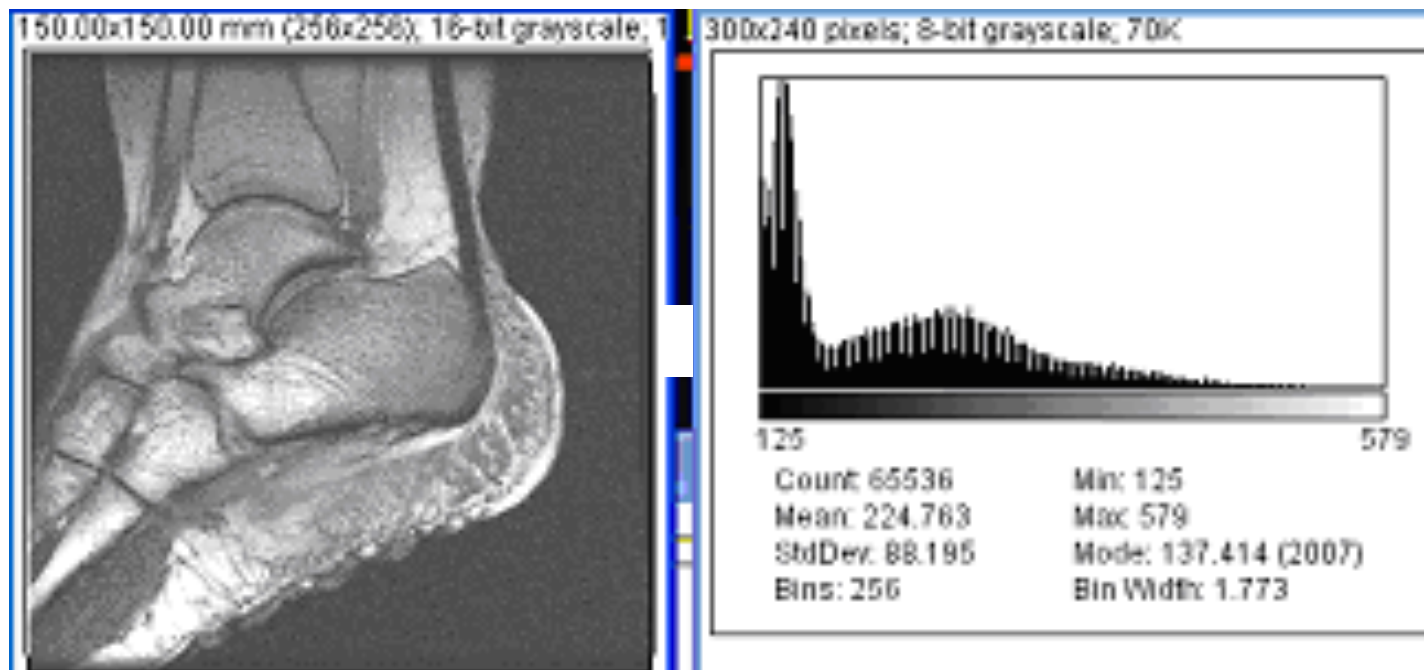 150.00x150.00 mm (256x256); 16-bit grayscale; 1
300x240 pixels; 8-bit grayscale; 70K
125 579
Count: 65536 Min: 125
Mean: 224.763 Max: 579
StdDev: 88.195 Mode: 137.414 (2007)
Bins: 256 Bin Width: 1.773